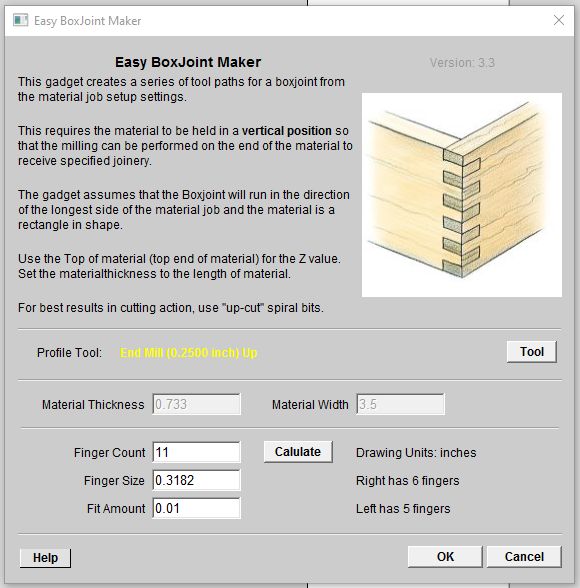 Easy BoxJoint Maker
Easy BoxJoint Maker
Version: 3.3
This gadget creates a series of tool paths for a boxjoint from
the material job setup settings.
This requires the material to be held in a vertical position so
that the milling can be performed on the end of the material to
receive specified joinery.
The gadget assumes that the Boxjoint will run in the direction
of the longest side of the material job and the material is a
rectangle in shape.
Use the Top of material (top end of material) for the Z value.
Set the materialthickness to the length of material.
For best results in cutting action, use "up-cut" spiral bits.
Profile Tool: End Mill (0.2500 inch) Up Tool
Material Thickness 0.733 Material Width 3.5
Finger Count 11 Calulate Drawing Units: inches
Finger Size 0.3182 Right has 6 fingers
Fit Amount 0.01 Left has 5 fingers
Help OK Cancel